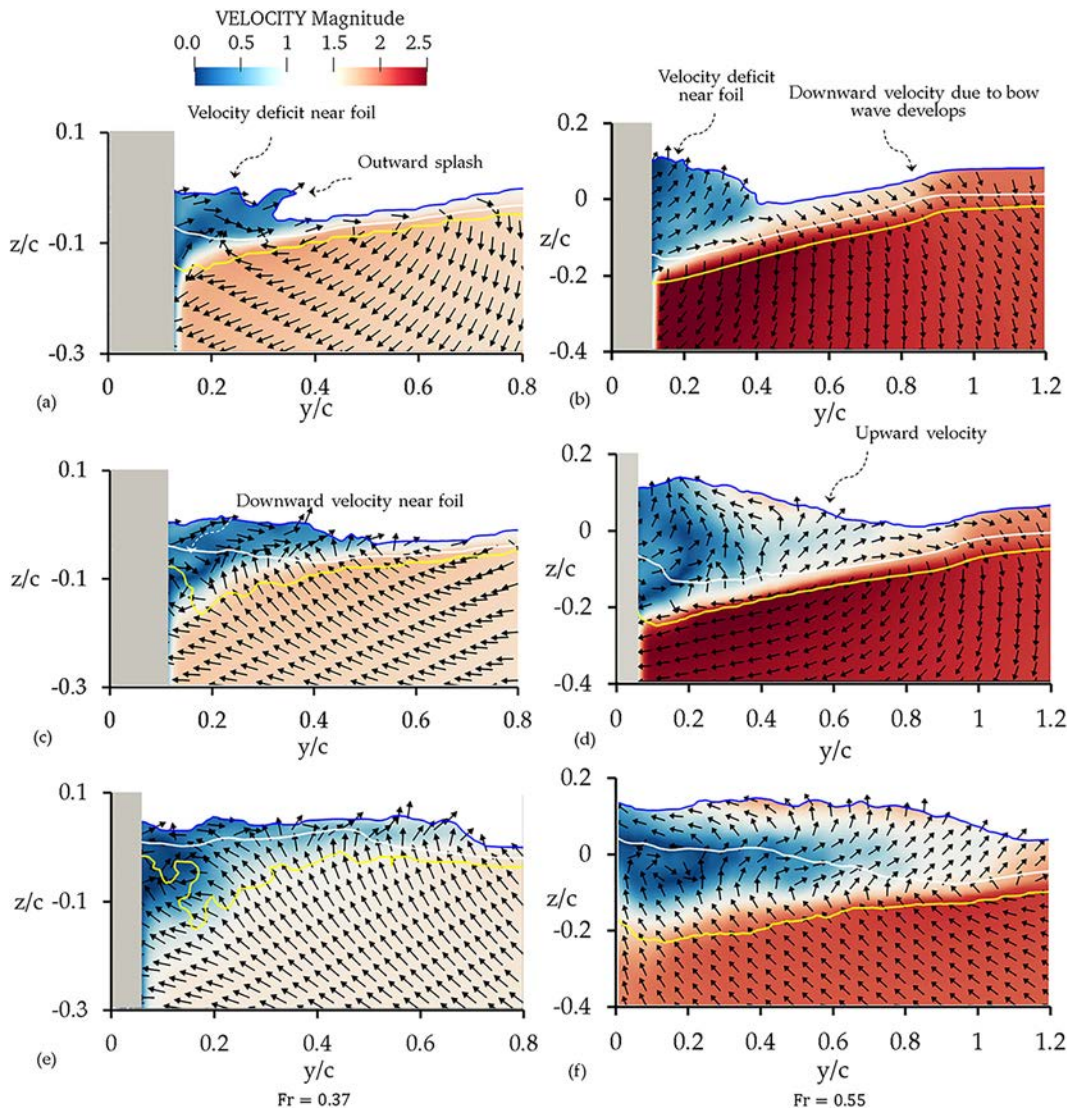 VELOCITY Magnitude
0.0 0.5 1 1.5 2 2.5
Velocity deficit near foil
Outward splash
0.1
z/c
-0.1
-0.3
0 0.2 0.4 0.6 0.8
(a)
y/c
Velocity deficit
near foil
Downward velocity due to bow
wave develops
0.2
0
z/c
-0.2
-0.4
0 0.2 0.4 0.6 0.8 1 1.2
(b)
y/c
Downward velocity near foil
0.1
z/c
-0.1
-0.3
0 0.2 0.4 0.6 0.8
(c)
y/c
Upward velocity
0.2
0
z/c
-0.2
-0.4
0 0.2 0.4 0.6 0.8 1 1.2
(d)
y/c
0.1
z/c
-0.1
-0.3
0 0.2 0.4 0.6 0.8
(e)
y/c
Fr = 0.37
0.2
0
z/c
-0.2
-0.4
0 0.2 0.4 0.6 0.8 1 1.2
(f)
y/c
Fr = 0.55